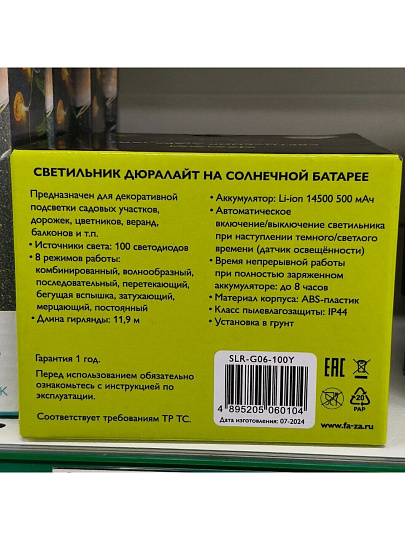 СВЕТИЛЬНИК ДЮРАЛАЙТ НА СОЛНЕЧНОЙ БАТАРЕЕ
Предназначен для декоративной
подсветки садовых участков,
дорожек, цветников, веранд,
балконов и т.п.
• Источники света: 100 светодиодов
• 8 режимов работы:
комбинированный, волнообразный,
последовательный, перетекающий,
бегущая вспышка, затухающий,
мерцающий, постоянный
• Длина гирлянды: 11,9 м
• Аккумулятор: Li-ion 14500 500 мАч
• Автоматическое
включение/выключение светильника
при наступлении темного/светлого
времени (датчик освещённости)
• Время непрерывной работы
при полностью заряженном
аккумуляторе: до 8 часов
• Материал корпуса: ABS-пластик
• Класс пылевлагозащиты: IP44
• Установка в грунт
Гарантия 1 год.
Перед использованием обязательно
ознакомьтесь с инструкцией по
эксплуатации.
Соответствует требованиям ТР ТС.
SLR-G06-100Y
4 895205 060104
Дата изготовления: 07-2024
EAC
20
PAP
www.fa-za.ru